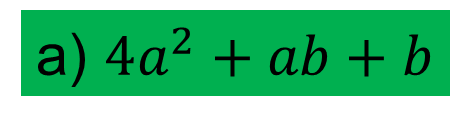 a) 4a² + ab + b